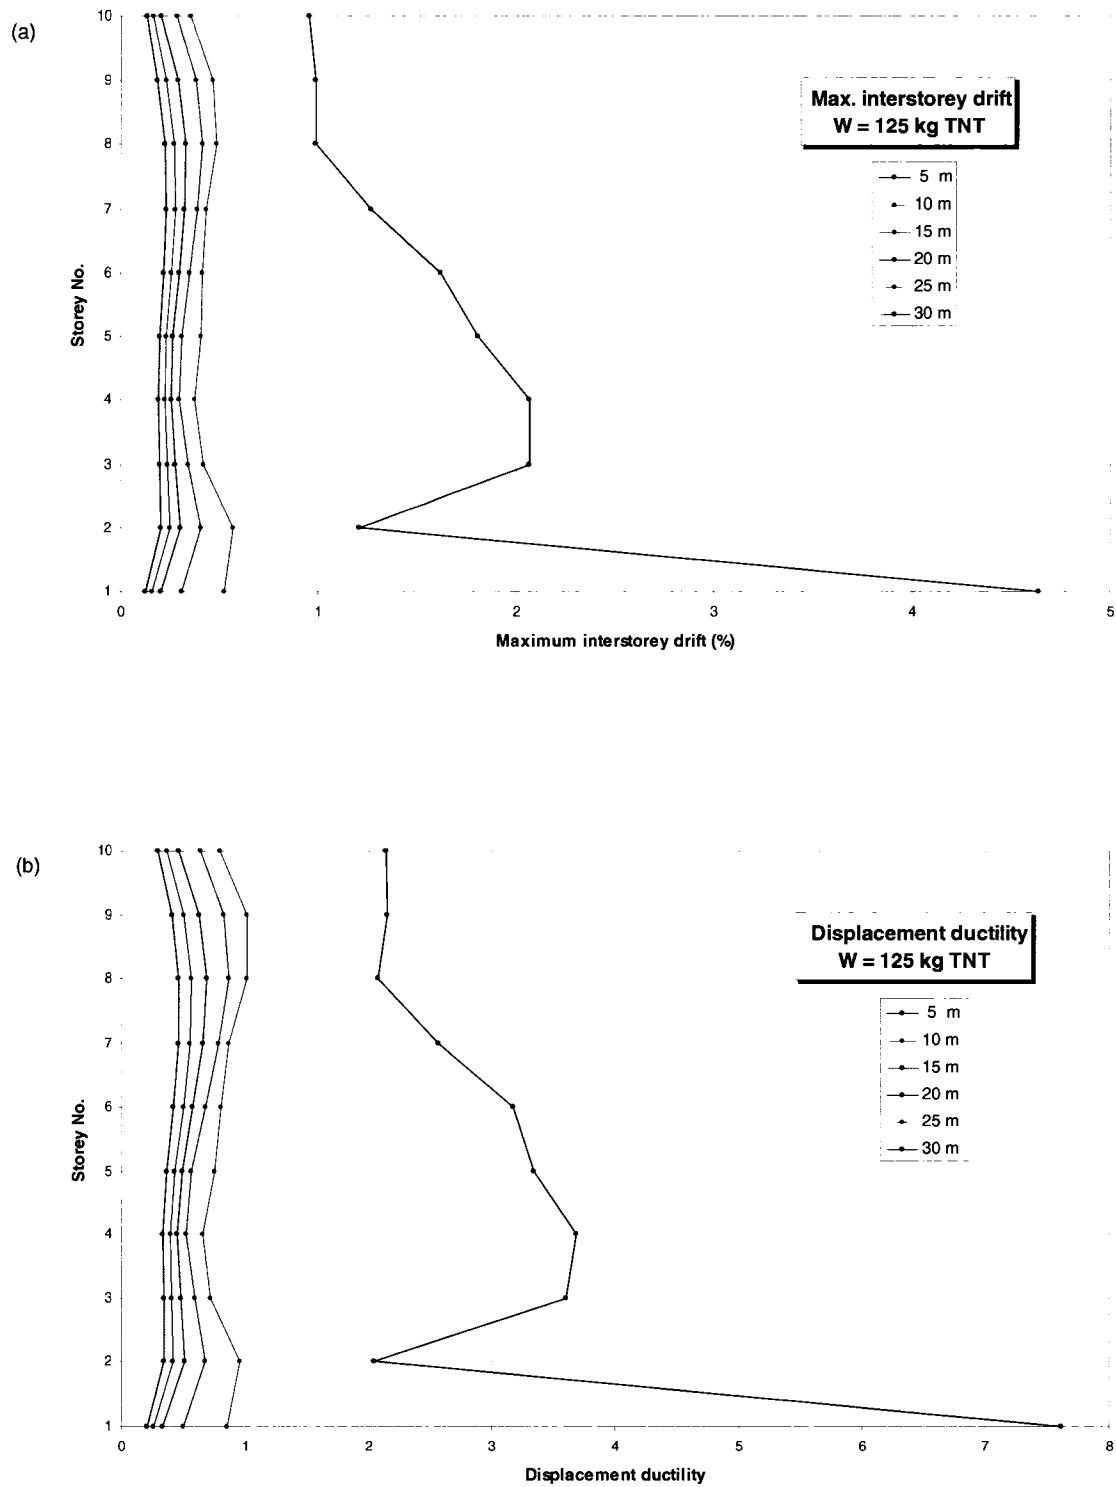 (a)
10
9
8
7
6
5
4
3
2
1
Storey No.
0 1 2 3 4 5
Maximum interstorey drift (%)
Max. interstorey drift
W = 125 kg TNT
5 m
10 m
15 m
20 m
25 m
30 m
(b)
10
9
8
7
6
5
4
3
2
1
Storey No.
0 1 2 3 4 5 6 7 8
Displacement ductility
Displacement ductility
W = 125 kg TNT
5 m
10 m
15 m
20 m
25 m
30 m